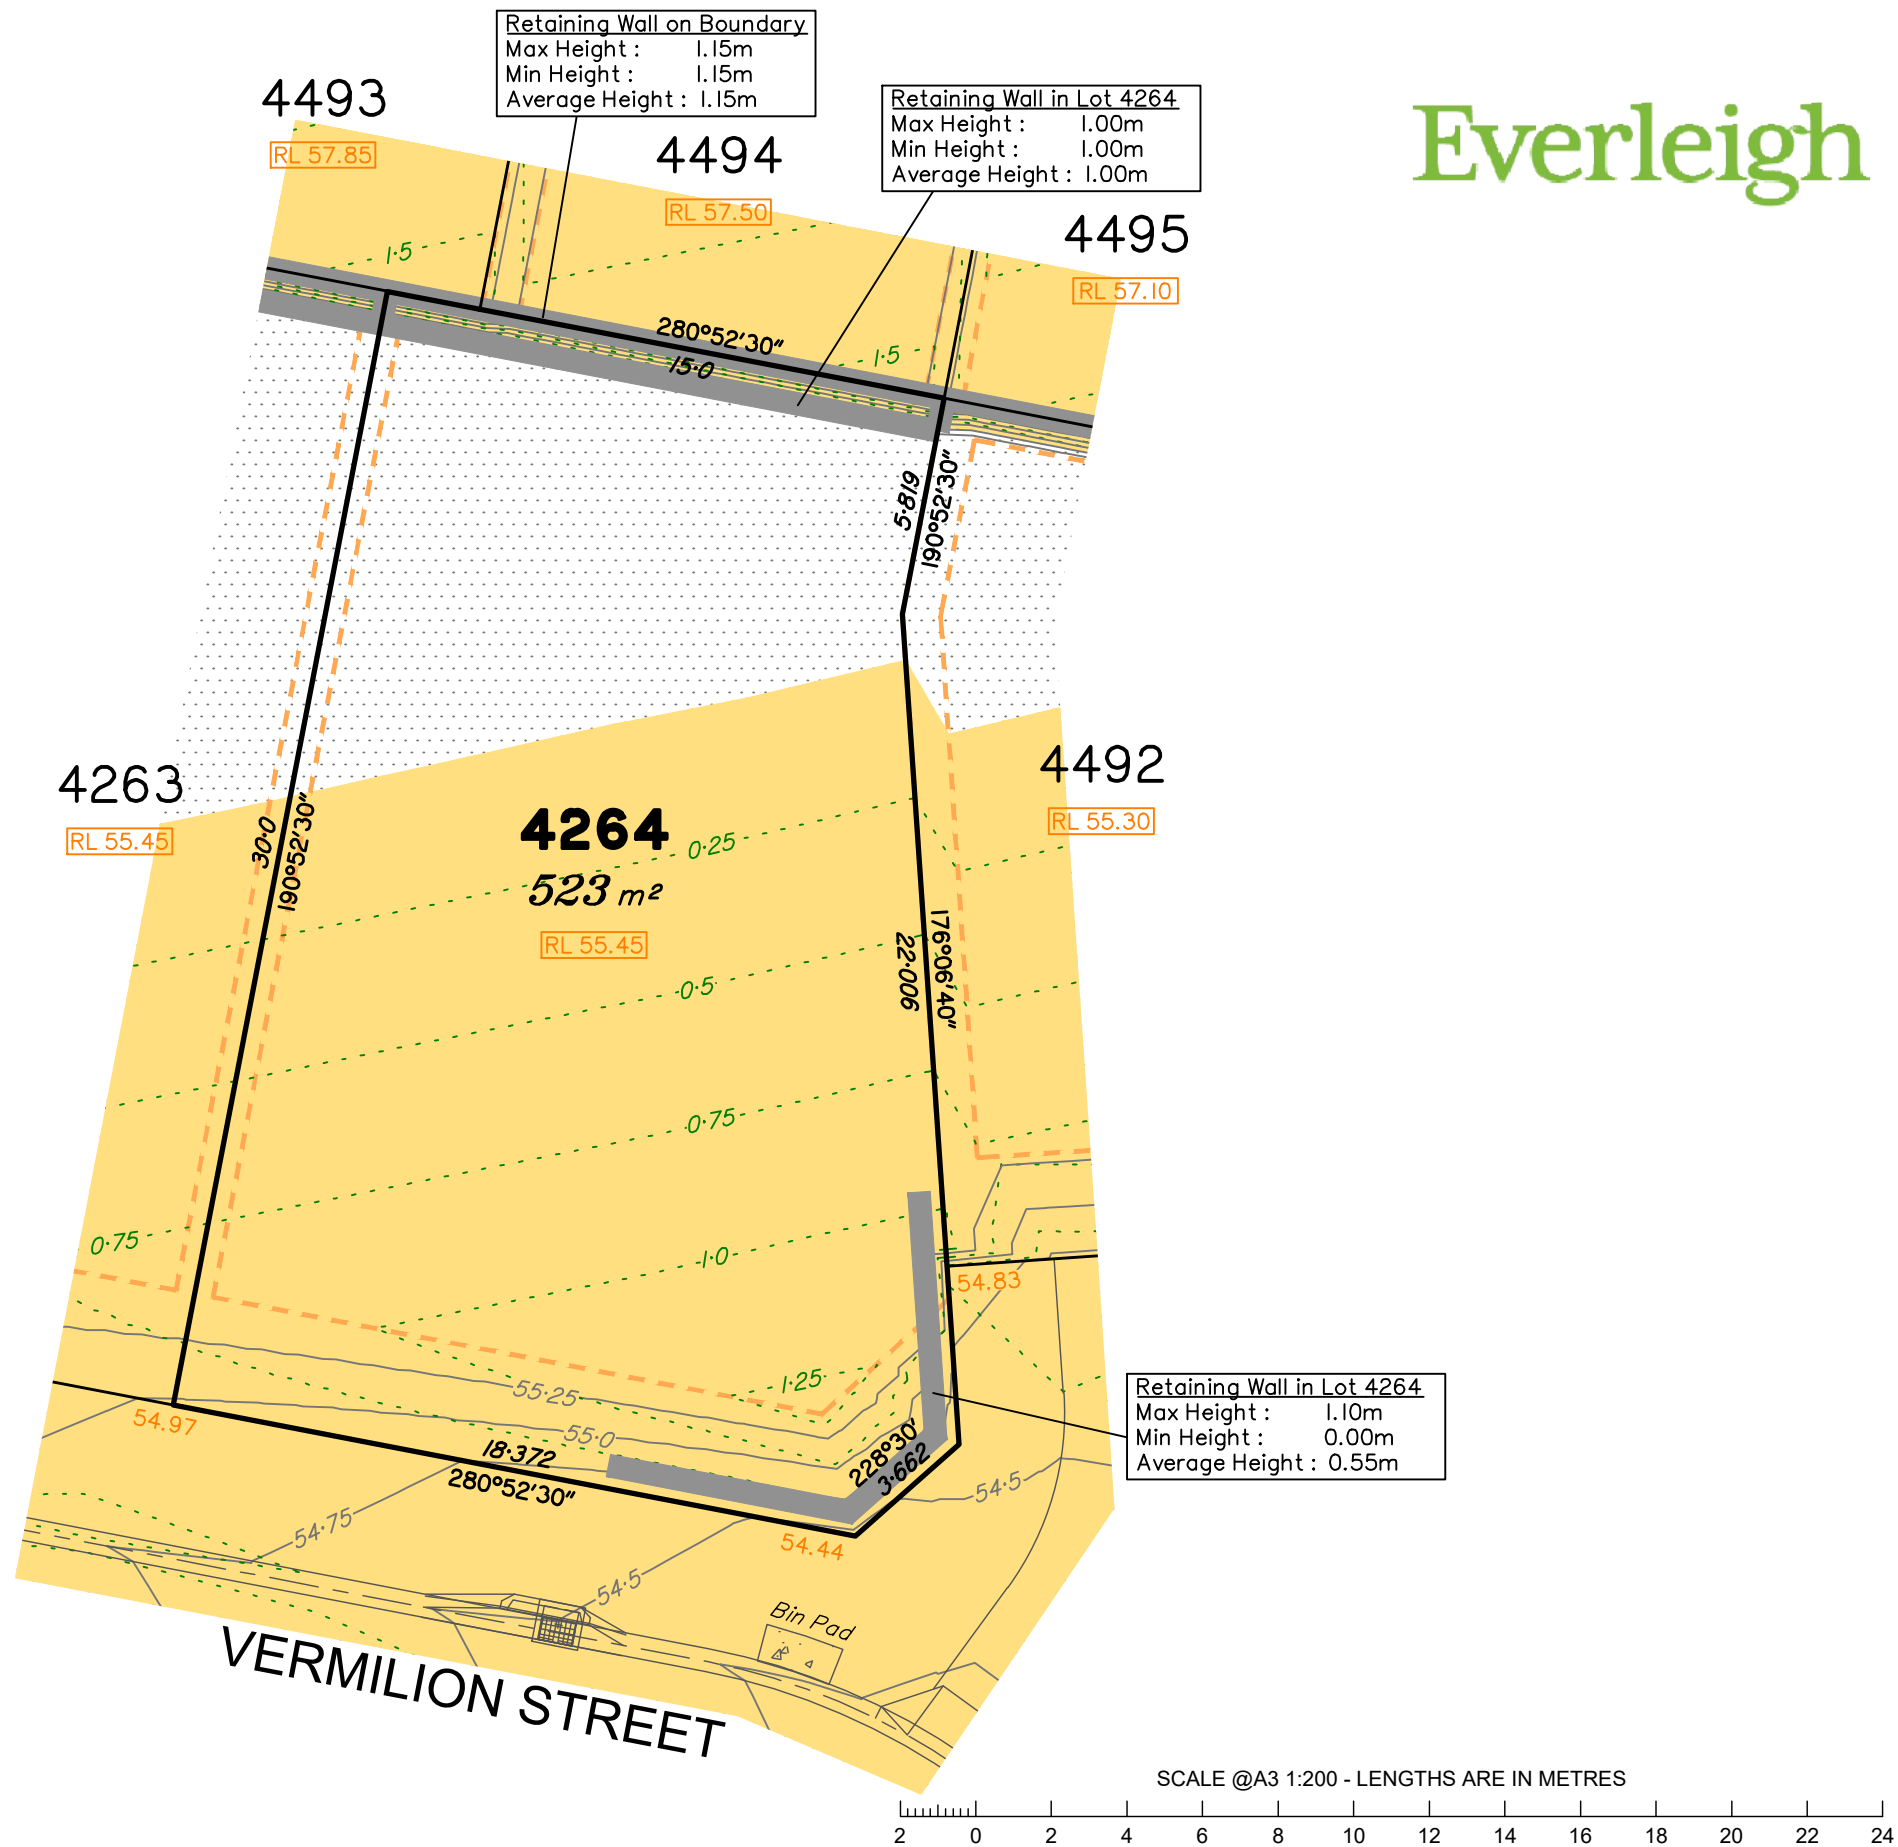 Retaining Wall on Boundary
Max Height : 1.15m
Min Height : 1.15m
Average Height : 1.15m
Retaining Wall in Lot 4264
Max Height : 1.00m
Min Height : 1.00m
Average Height : 1.00m
Everleigh
4493
RL 57.85
4494
RL 57.50
4495
RL 57.10
1·5
280°52'30"
15·0
1·5
5·819
190°52'30"
4263
RL 55.45
30·0
190°52'30"
4264
523 m²
RL 55.45
4492
RL 55.30
0·25
0·5
176°06'40"
22·006
0·75
0·75
1·0
54.83
1·25
55·25
55·0
Retaining Wall in Lot 4264
Max Height : 1.10m
Min Height : 0.00m
Average Height : 0.55m
54.97
18·372
280°52'30"
228°30'
3·662
54·5
54·75
54.44
54·5
Bin Pad
VERMILION STREET
SCALE @A3 1:200 - LENGTHS ARE IN METRES
2 0 2 4 6 8 10 12 14 16 18 20 22 24